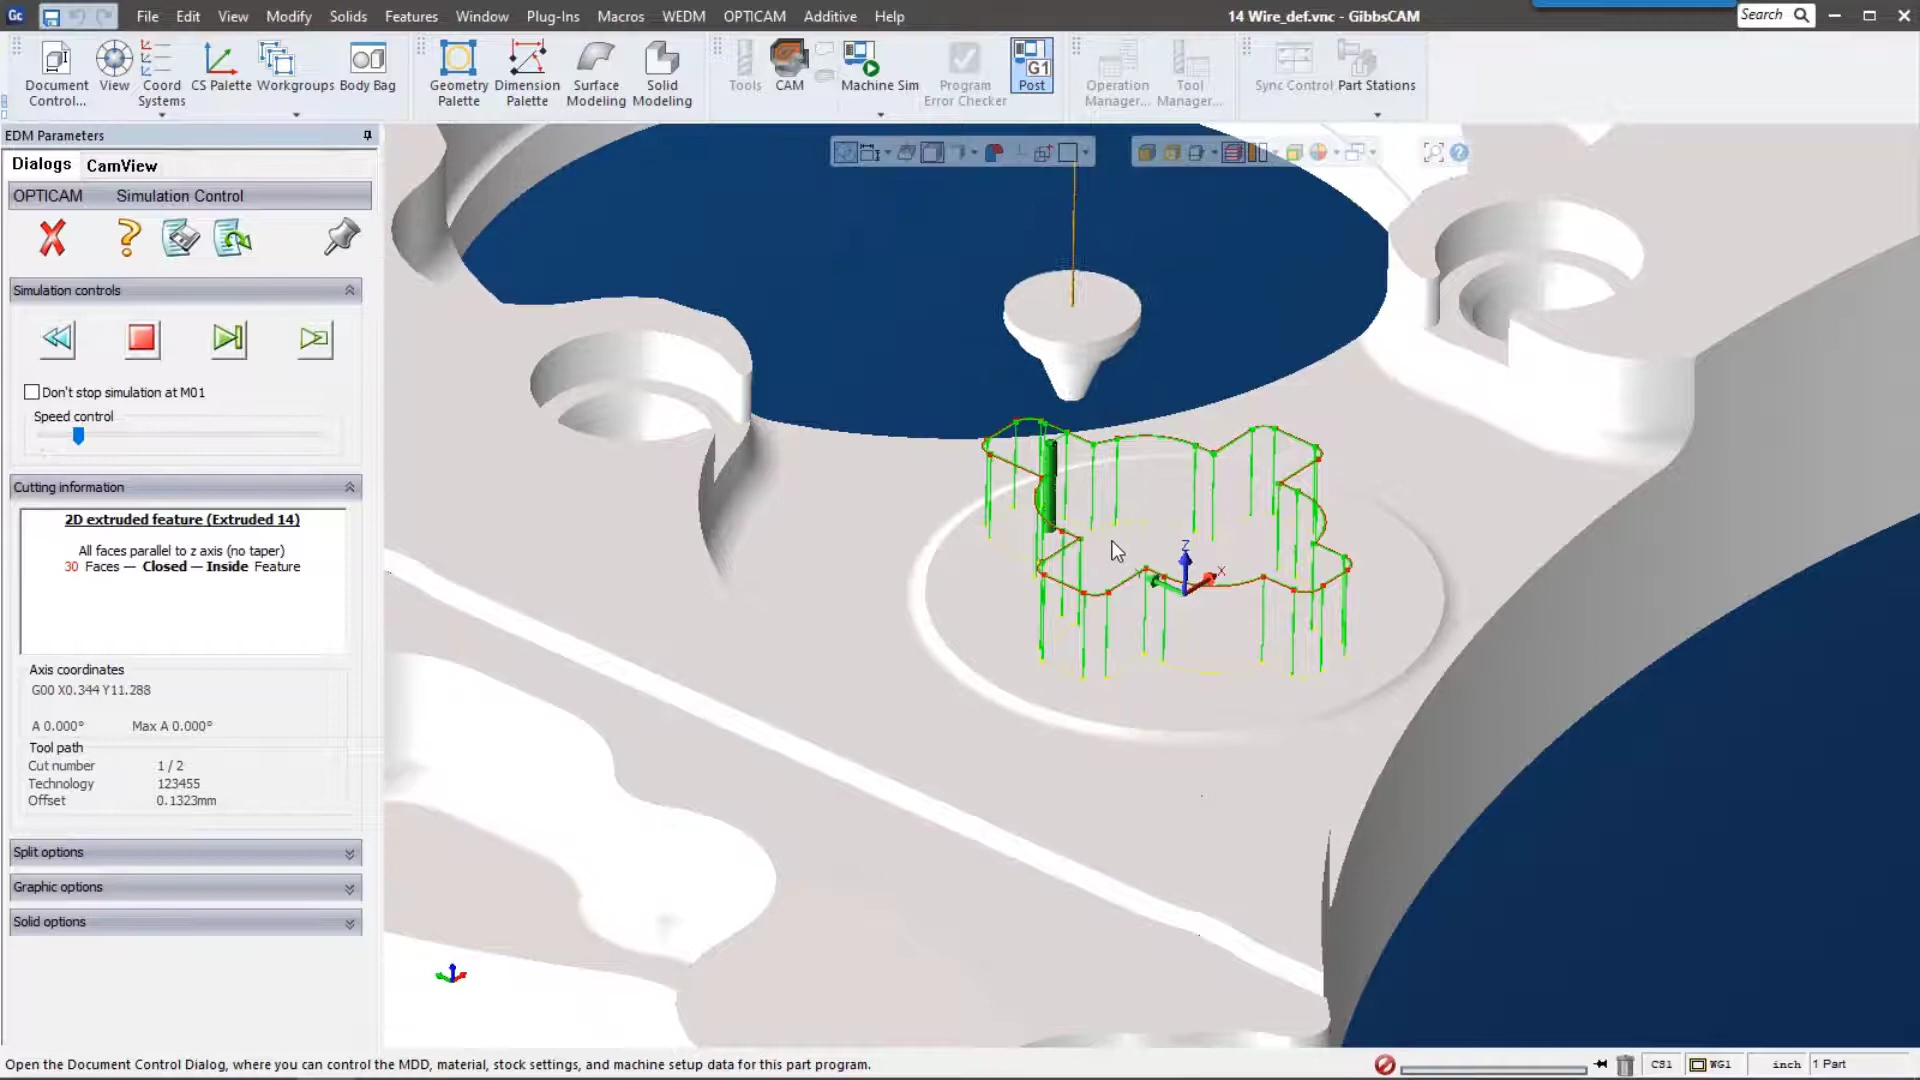 Gc File Edit View Modify Solids Features Window Plug-Ins Macros WEDM OPTICAM Additive Help
14 Wire_def.vnc - GibbsCAM
Search
Document Control...
View
Coord Systems
CS Palette
Workgroups
Body Bag
Geometry Palette
Dimension Palette
Surface Modeling
Solid Modeling
Tools
CAM
Machine Sim
Program Error Checker
G1
Post
Operation Manager...
Tool Manager...
Sync Control
Part Stations
EDM Parameters
Dialogs CamView
OPTICAM Simulation Control
Simulation controls
Don't stop simulation at M01
Speed control
Cutting information
2D extruded feature (Extruded 14)
All faces parallel to z axis (no taper)
30 Faces — Closed — Inside Feature
Axis coordinates
G00 X0.344 Y11.288
A 0.000° Max A 0.000°
Tool path
Cut number 1 / 2
Technology 123455
Offset 0.1323mm
Split options
Graphic options
Solid options
Z
X
Open the Document Control Dialog, where you can control the MDD, material, stock settings, and machine setup data for this part program.
CS1 WG1 inch 1 Part